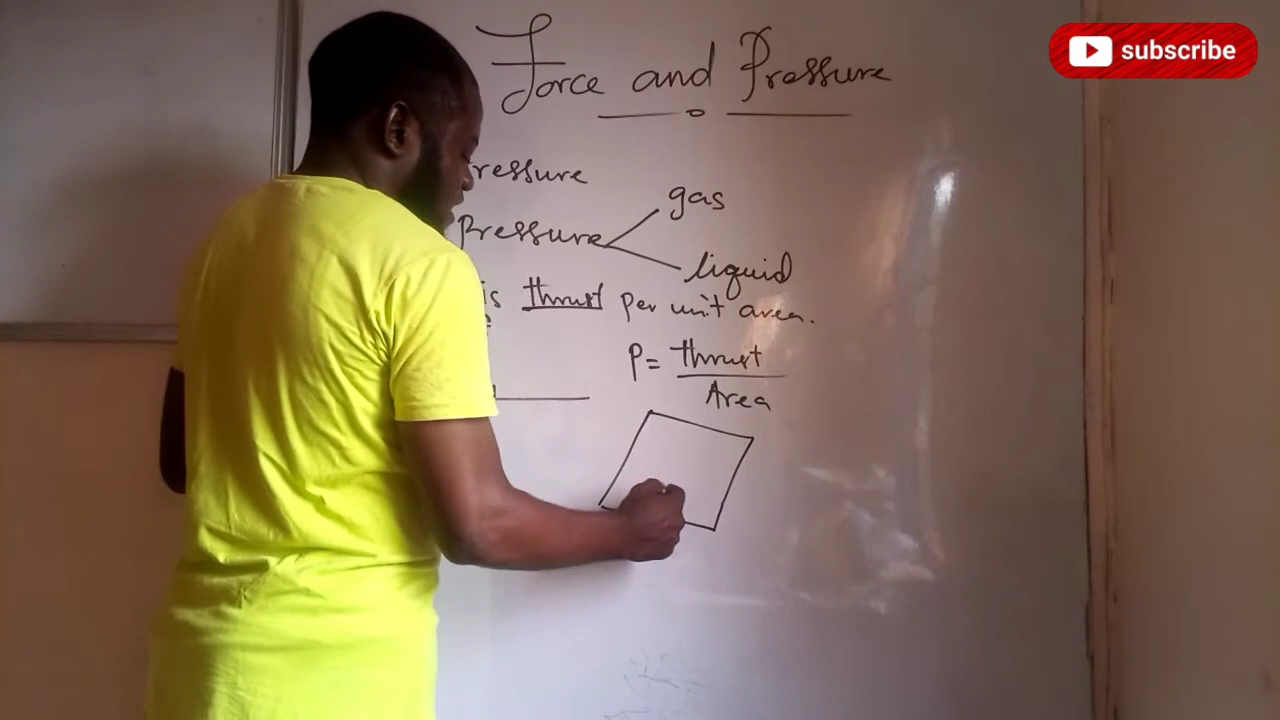 Force and Pressure
subscribe
ressure
gas
Pressure
liquid
is thrust per unit area.
P= thrust
Area